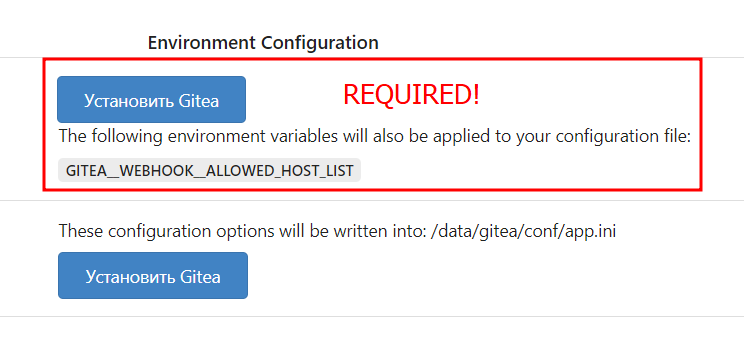 Environment Configuration
Установить Gitea
REQUIRED!
The following environment variables will also be applied to your configuration file:
GITEA__WEBHOOK__ALLOWED_HOST_LIST
These configuration options will be written into: /data/gitea/conf/app.ini
Установить Gitea